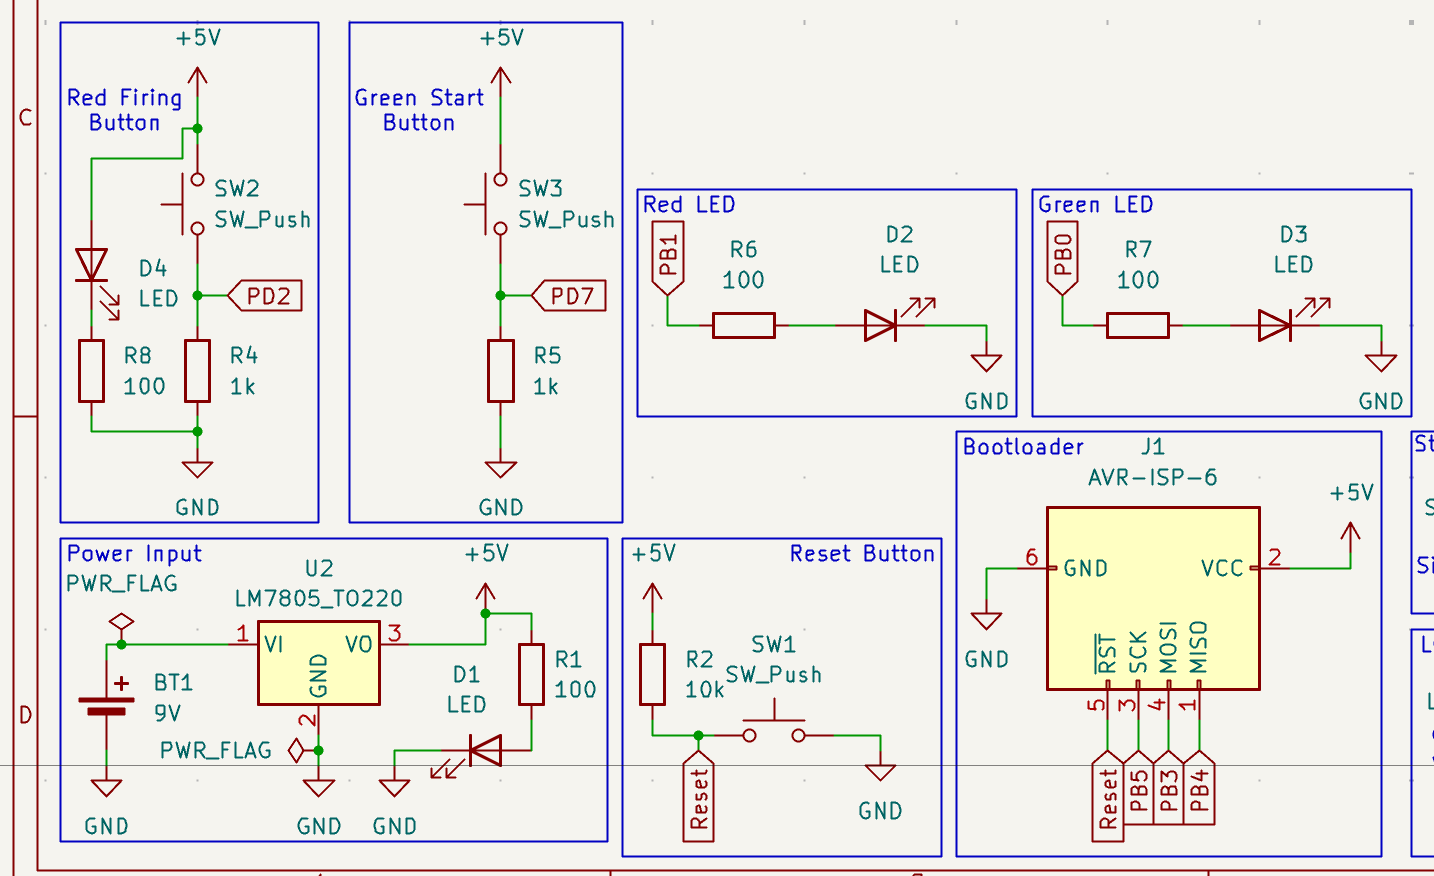 C
D
+5V
Red Firing
Button
SW2
SW_Push
D4
LED
PD2
R8
100
R4
1k
GND
+5V
Green Start
Button
SW3
SW_Push
PD7
R5
1k
GND
Red LED
PB1
R6
100
D2
LED
GND
Green LED
PB0
R7
100
D3
LED
GND
Power Input
PWR_FLAG
U2
LM7805_TO220
+5V
1
VI
VO
3
GND
2
BT1
9V
PWR_FLAG
D1
LED
R1
100
GND
GND
GND
+5V
Reset Button
R2
10k
SW1
SW_Push
Reset
GND
Bootloader
J1
AVR-ISP-6
+5V
6
GND
VCC
2
GND
RST
SCK
MOSI
MISO
5
3
4
1
Reset
PB5
PB3
PB4